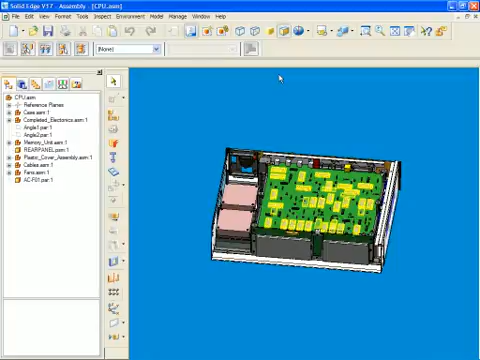 Solid Edge V17 - Assembly - [CPU.asm]
File Edit View Format Tools Inspect Environment Model Manage Window Help
[None]
CPU.asm
Reference Planes
Case.asm:1
Completed_Electronics.asm:1
Angle1.par:1
Angle2.par:1
Memory_Unit.asm:1
REARPANEL.psm:1
Plastic_Cover_Assembly.asm:1
Cables.asm:1
Fans.asm:1
AC-F01.par:1